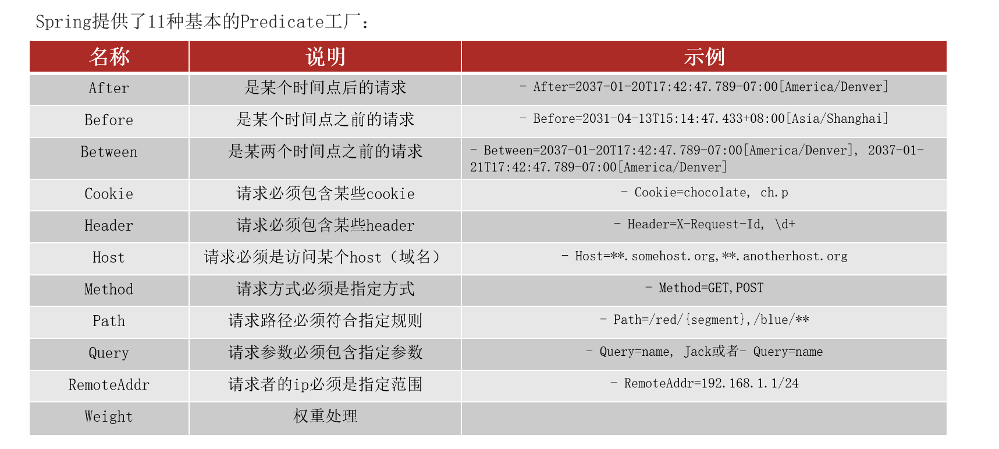 Spring提供了11种基本的Predicate工厂：
名称 说明 示例
After 是某个时间点后的请求 - After=2037-01-20T17:42:47.789-07:00[America/Denver]
Before 是某个时间点之前的请求 - Before=2031-04-13T15:14:47.433+08:00[Asia/Shanghai]
Between 是某两个时间点之前的请求 - Between=2037-01-20T17:42:47.789-07:00[America/Denver], 2037-01-
21T17:42:47.789-07:00[America/Denver]
Cookie 请求必须包含某些cookie - Cookie=chocolate, ch.p
Header 请求必须包含某些header - Header=X-Request-Id, \d+
Host 请求必须是访问某个host（域名） - Host=**.somehost.org,**.anotherhost.org
Method 请求方式必须是指定方式 - Method=GET,POST
Path 请求路径必须符合指定规则 - Path=/red/{segment},/blue/**
Query 请求参数必须包含指定参数 - Query=name, Jack或者- Query=name
RemoteAddr 请求者的ip必须是指定范围 - RemoteAddr=192.168.1.1/24
Weight 权重处理